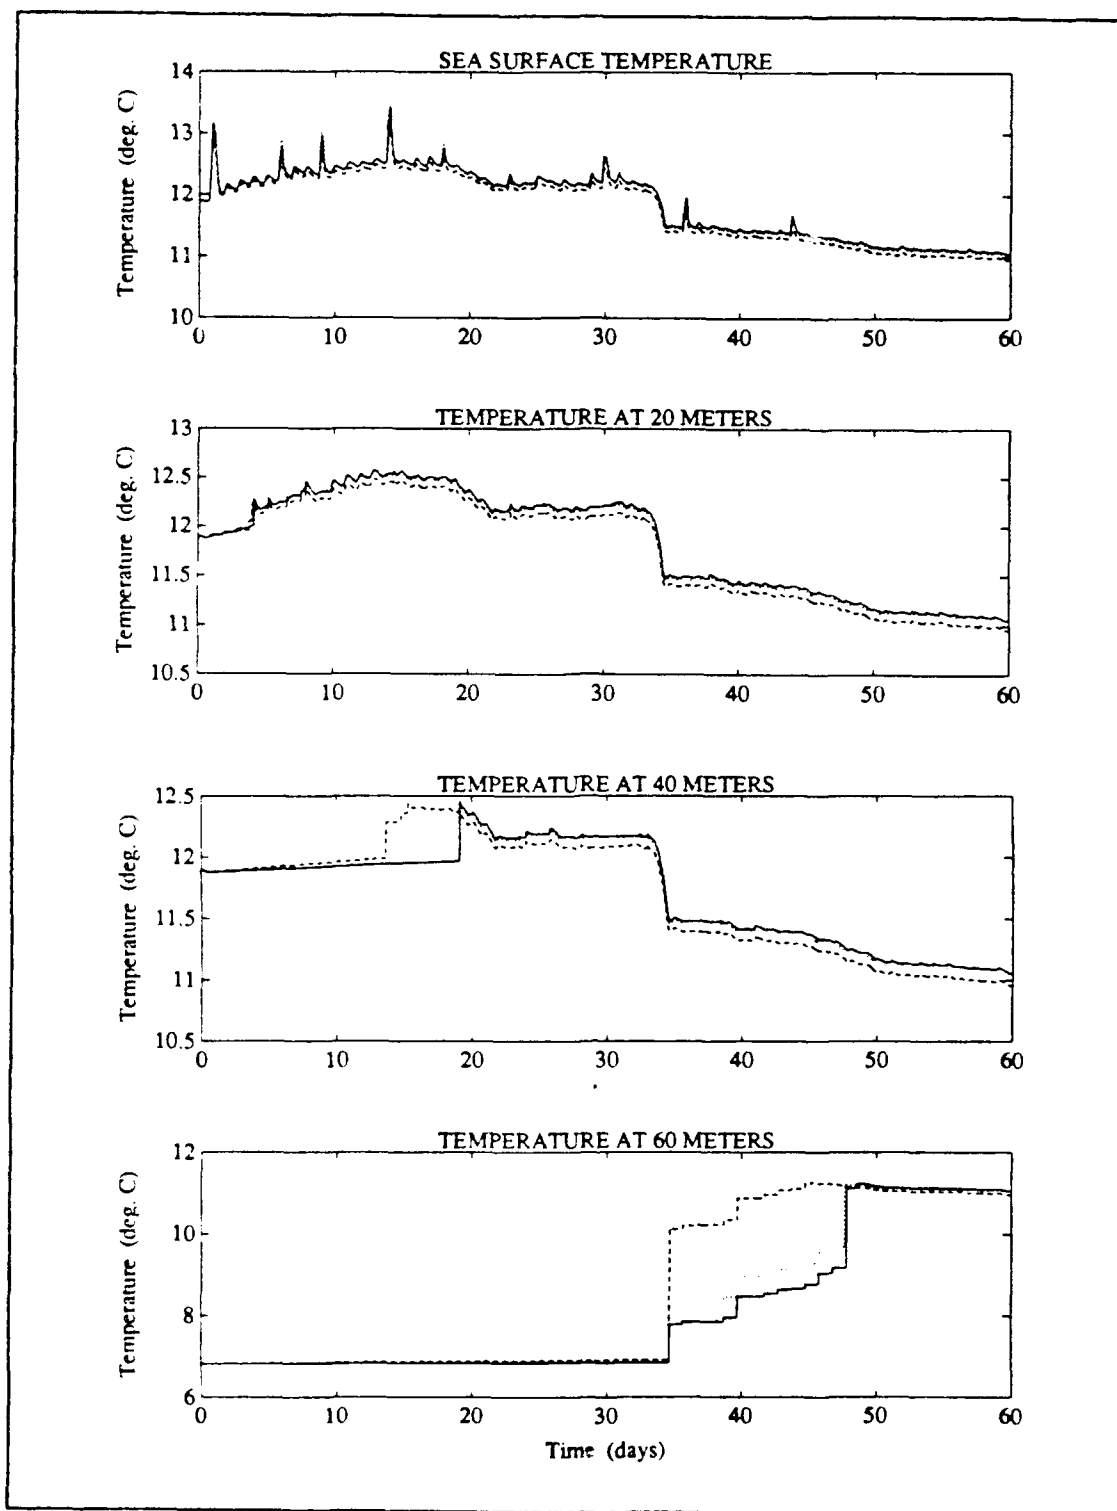 SEA SURFACE TEMPERATURE
14
13
12
11
10
Temperature (deg. C)
0 10 20 30 40 50 60
TEMPERATURE AT 20 METERS
13
12.5
12
11.5
11
10.5
Temperature (deg. C)
0 10 20 30 40 50 60
TEMPERATURE AT 40 METERS
12.5
12
11.5
11
10.5
Temperature (deg. C)
0 10 20 30 40 50 60
TEMPERATURE AT 60 METERS
12
10
8
6
Temperature (deg. C)
0 10 20 30 40 50 60
Time (days)